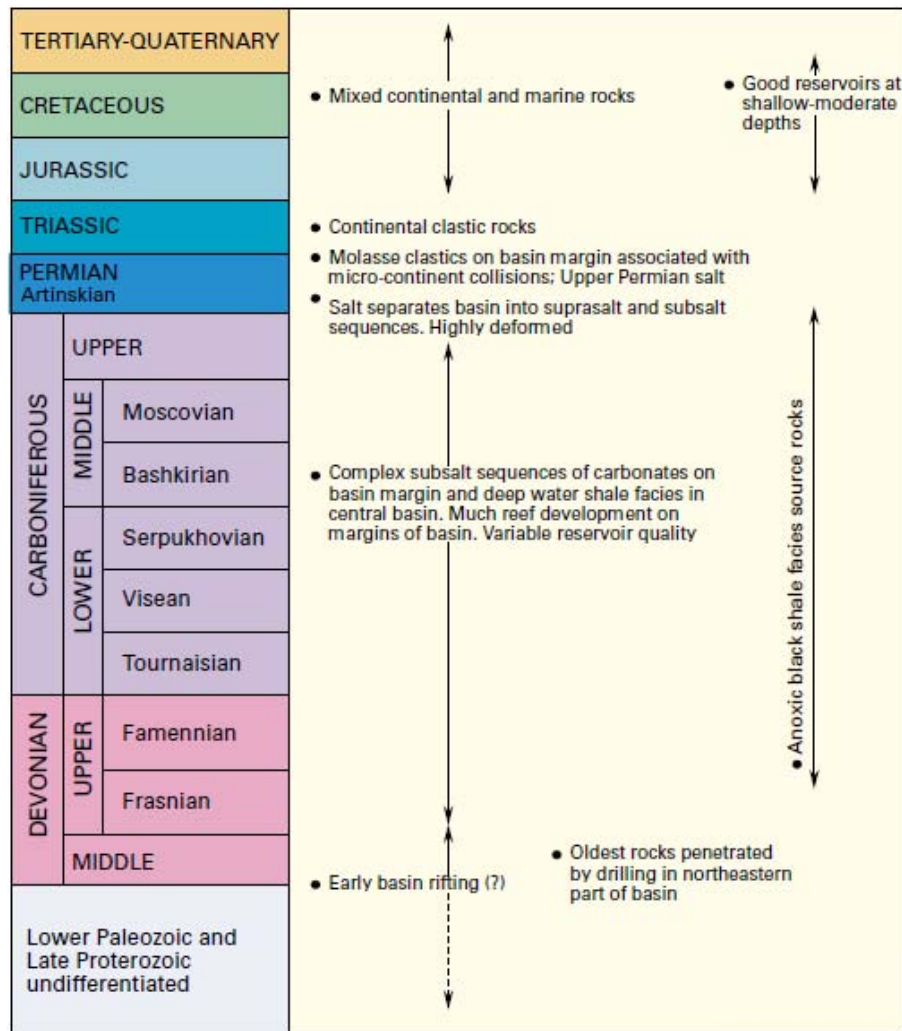 TERTIARY-QUATERNARY
CRETACEOUS
JURASSIC
TRIASSIC
PERMIAN
Artinskian
CARBONIFEROUS
UPPER
MIDDLE
Moscovian
Bashkirian
LOWER
Serpukhovian
Visean
Tournaisian
DEVONIAN
UPPER
Famennian
Frasnian
MIDDLE
Lower Paleozoic and
Late Proterozoic
undifferentiated
• Mixed continental and marine rocks
• Continental clastic rocks
• Molasse clastics on basin margin associated with
micro-continent collisions; Upper Permian salt
• Salt separates basin into suprasalt and subsalt
sequences. Highly deformed
• Complex subsalt sequences of carbonates on
basin margin and deep water shale facies in
central basin. Much reef development on
margins of basin. Variable reservoir quality
• Early basin rifting (?)
• Oldest rocks penetrated
by drilling in northeastern
part of basin
• Good reservoirs at
shallow-moderate
depths
• Anoxic black shale facies source rocks